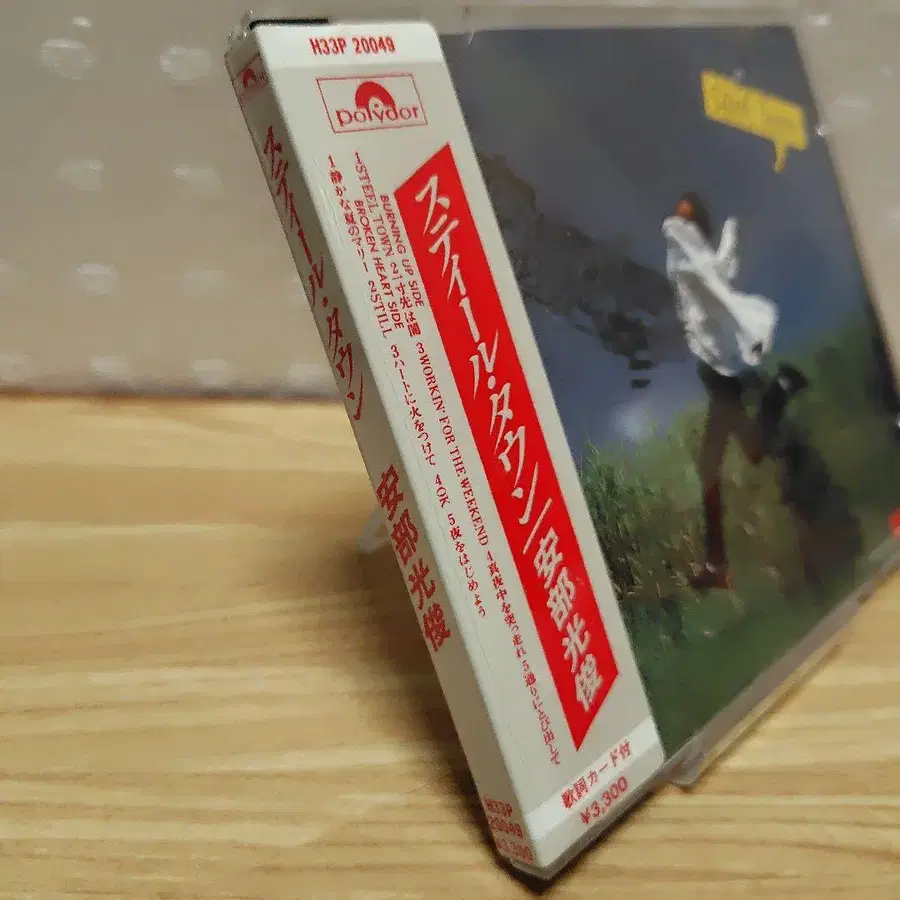 H33P 20049
polydor
スティール・タウン/安部光俊
BURNING UP SIDE
1 STEEL TOWN 2 一寸先は闇 3 WORKIN' FOR THE WEEKEND 4 真夜中を突っ走れ 5 通りにとび出して
BROKEN HEART SIDE
1 静かな夏のマリー 2 STILL 3 ハートに火をつけて 4 OK 5 夜をはじめよう
歌詞カード付
¥3,300
スティール・タウン 安部光俊
H33P
20049
¥3,300